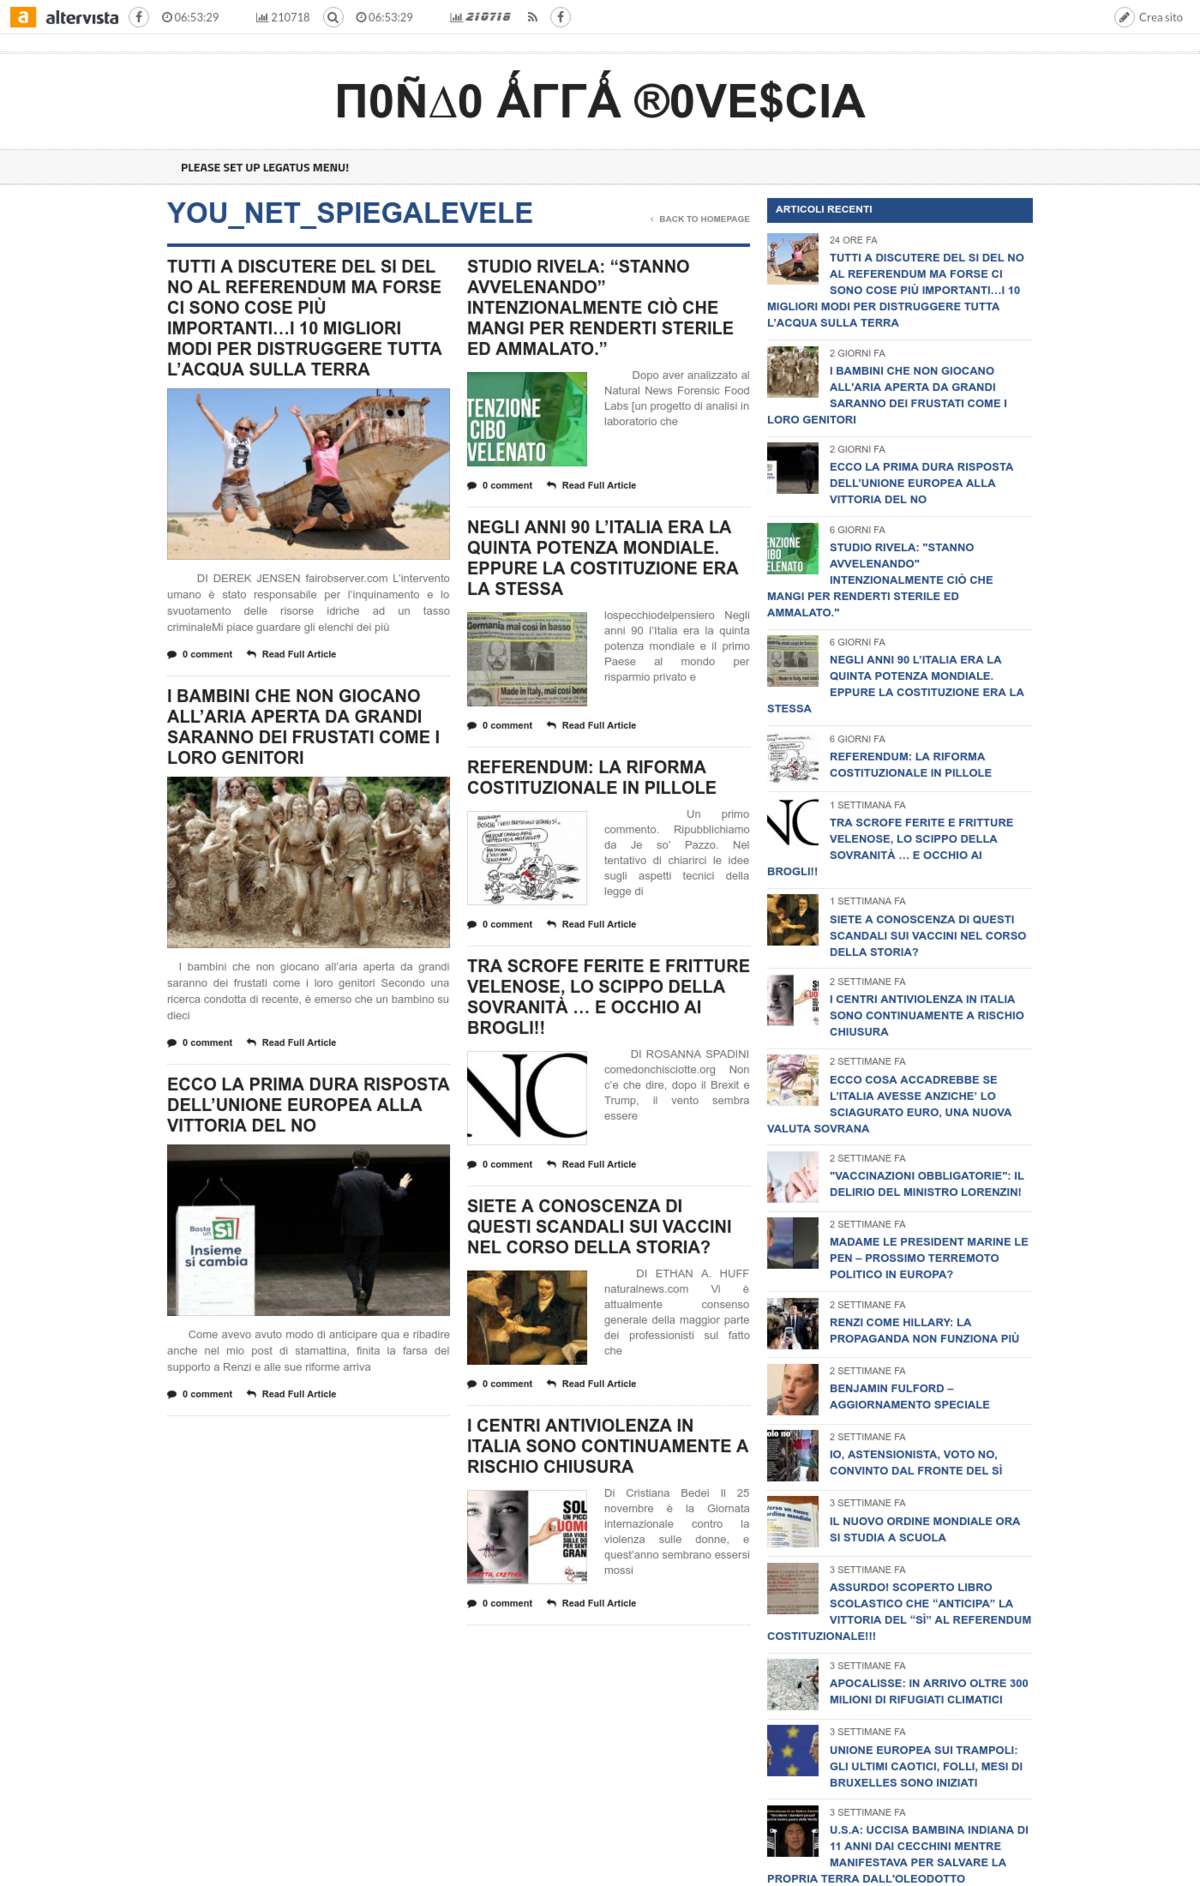 altervista 06:53:29 210718 06:53:29 210718 Crea sito
П0Ñ∆0 ǺΓΓǺ ®0VE$CIA
PLEASE SET UP LEGATUS MENU!
YOU_NET_SPIEGALEVELE
‹ BACK TO HOMEPAGE
TUTTI A DISCUTERE DEL SI DEL
NO AL REFERENDUM MA FORSE
CI SONO COSE PIÙ
IMPORTANTI…I 10 MIGLIORI
MODI PER DISTRUGGERE TUTTA
L’ACQUA SULLA TERRA
DI DEREK JENSEN fairobserver.com L’intervento
umano è stato responsabile per l’inquinamento e lo
svuotamento delle risorse idriche ad un tasso
criminaleMi piace guardare gli elenchi dei più
0 comment Read Full Article
I BAMBINI CHE NON GIOCANO
ALL’ARIA APERTA DA GRANDI
SARANNO DEI FRUSTATI COME I
LORO GENITORI
I bambini che non giocano all’aria aperta da grandi
saranno dei frustati come i loro genitori Secondo una
ricerca condotta di recente, è emerso che un bambino su
dieci
0 comment Read Full Article
ECCO LA PRIMA DURA RISPOSTA
DELL’UNIONE EUROPEA ALLA
VITTORIA DEL NO
Basta
un Sì
Insieme
si cambia
Come avevo avuto modo di anticipare qua e ribadire
anche nel mio post di stamattina, finita la farsa del
supporto a Renzi e alle sue riforme arriva
0 comment Read Full Article
STUDIO RIVELA: “STANNO
AVVELENANDO”
INTENZIONALMENTE CIÒ CHE
MANGI PER RENDERTI STERILE
ED AMMALATO.”
TENZIONE
CIBO
VELENATO
Dopo aver analizzato al
Natural News Forensic Food
Labs [un progetto di analisi in
laboratorio che
0 comment Read Full Article
NEGLI ANNI 90 L’ITALIA ERA LA
QUINTA POTENZA MONDIALE.
EPPURE LA COSTITUZIONE ERA
LA STESSA
Germania mai così in basso
Made in Italy, mai così bene
lospecchiodelpensiero Negli
anni 90 l’Italia era la quinta
potenza mondiale e il primo
Paese al mondo per
risparmio privato e
0 comment Read Full Article
REFERENDUM: LA RIFORMA
COSTITUZIONALE IN PILLOLE
Un primo
commento. Ripubblichiamo
da Je so’ Pazzo. Nel
tentativo di chiarirci le idee
sugli aspetti tecnici della
legge di
0 comment Read Full Article
TRA SCROFE FERITE E FRITTURE
VELENOSE, LO SCIPPO DELLA
SOVRANITÀ … E OCCHIO AI
BROGLI!!
NO
DI ROSANNA SPADINI
comedonchisciotte.org Non
c’e che dire, dopo il Brexit e
Trump, il vento sembra
essere
0 comment Read Full Article
SIETE A CONOSCENZA DI
QUESTI SCANDALI SUI VACCINI
NEL CORSO DELLA STORIA?
DI ETHAN A. HUFF
naturalnews.com Vi è
attualmente consenso
generale della maggior parte
dei professionisti sul fatto
che
0 comment Read Full Article
I CENTRI ANTIVIOLENZA IN
ITALIA SONO CONTINUAMENTE A
RISCHIO CHIUSURA
SOL
UN PICC
UOMO
USA VIOLE
SULLE DO
PER SENT
GRAN
Di Cristiana Bedei Il 25
novembre è la Giornata
internazionale contro la
violenza sulle donne, e
quest’anno sembrano essersi
mossi
0 comment Read Full Article
ARTICOLI RECENTI
24 ORE FA
TUTTI A DISCUTERE DEL SI DEL NO
AL REFERENDUM MA FORSE CI
SONO COSE PIÙ IMPORTANTI…I 10
MIGLIORI MODI PER DISTRUGGERE TUTTA
L’ACQUA SULLA TERRA
2 GIORNI FA
I BAMBINI CHE NON GIOCANO
ALL'ARIA APERTA DA GRANDI
SARANNO DEI FRUSTATI COME I
LORO GENITORI
2 GIORNI FA
ECCO LA PRIMA DURA RISPOSTA
DELL’UNIONE EUROPEA ALLA
VITTORIA DEL NO
6 GIORNI FA
ENZIONE
CIBO
ELENATO
STUDIO RIVELA: "STANNO
AVVELENANDO"
INTENZIONALMENTE CIÒ CHE
MANGI PER RENDERTI STERILE ED
AMMALATO."
6 GIORNI FA
NEGLI ANNI 90 L’ITALIA ERA LA
QUINTA POTENZA MONDIALE.
EPPURE LA COSTITUZIONE ERA LA
STESSA
6 GIORNI FA
REFERENDUM: LA RIFORMA
COSTITUZIONALE IN PILLOLE
1 SETTIMANA FA
NO
TRA SCROFE FERITE E FRITTURE
VELENOSE, LO SCIPPO DELLA
SOVRANITÀ … E OCCHIO AI
BROGLI!!
1 SETTIMANA FA
SIETE A CONOSCENZA DI QUESTI
SCANDALI SUI VACCINI NEL CORSO
DELLA STORIA?
2 SETTIMANE FA
I CENTRI ANTIVIOLENZA IN ITALIA
SONO CONTINUAMENTE A RISCHIO
CHIUSURA
2 SETTIMANE FA
ECCO COSA ACCADREBBE SE
L’ITALIA AVESSE ANZICHE’ LO
SCIAGURATO EURO, UNA NUOVA
VALUTA SOVRANA
2 SETTIMANE FA
"VACCINAZIONI OBBLIGATORIE": IL
DELIRIO DEL MINISTRO LORENZIN!
2 SETTIMANE FA
MADAME LE PRESIDENT MARINE LE
PEN – PROSSIMO TERREMOTO
POLITICO IN EUROPA?
2 SETTIMANE FA
RENZI COME HILLARY: LA
PROPAGANDA NON FUNZIONA PIÙ
2 SETTIMANE FA
BENJAMIN FULFORD –
AGGIORNAMENTO SPECIALE
2 SETTIMANE FA
olo no
IO, ASTENSIONISTA, VOTO NO,
CONVINTO DAL FRONTE DEL SÌ
3 SETTIMANE FA
IL NUOVO ORDINE MONDIALE ORA
SI STUDIA A SCUOLA
3 SETTIMANE FA
ASSURDO! SCOPERTO LIBRO
SCOLASTICO CHE “ANTICIPA” LA
VITTORIA DEL “SÌ” AL REFERENDUM
COSTITUZIONALE!!!
3 SETTIMANE FA
APOCALISSE: IN ARRIVO OLTRE 300
MILIONI DI RIFUGIATI CLIMATICI
3 SETTIMANE FA
UNIONE EUROPEA SUI TRAMPOLI:
GLI ULTIMI CAOTICI, FOLLI, MESI DI
BRUXELLES SONO INIZIATI
3 SETTIMANE FA
U.S.A: UCCISA BAMBINA INDIANA DI
11 ANNI DAI CECCHINI MENTRE
MANIFESTAVA PER SALVARE LA
PROPRIA TERRA DALL'OLEODOTTO